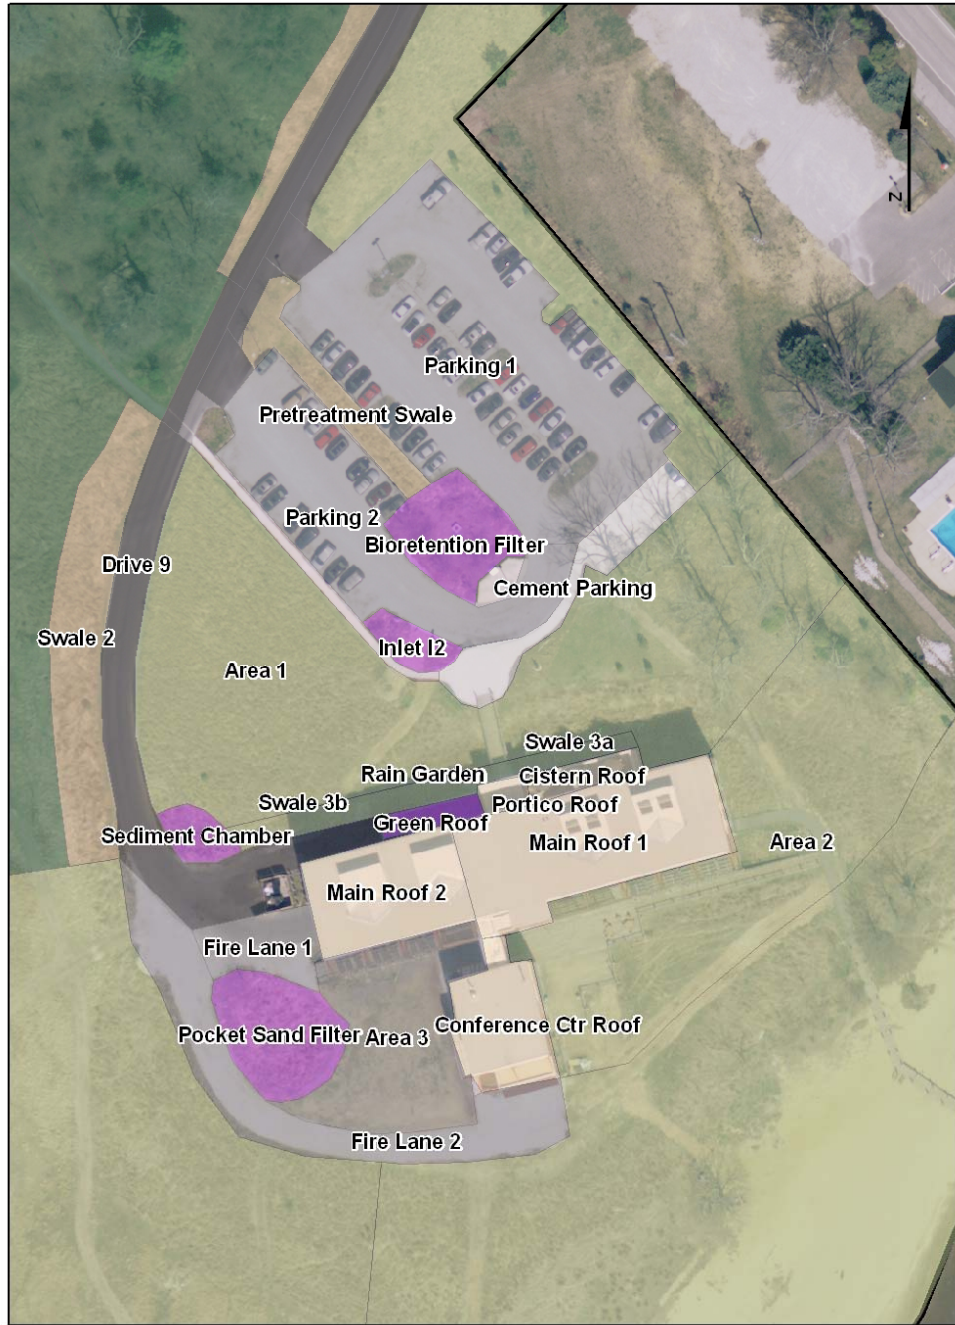 N
Parking 1
Pretreatment Swale
Parking 2
Bioretention Filter
Drive 9
Cement Parking
Swale 2
Inlet I2
Area 1
Swale 3a
Rain Garden
Cistern Roof
Swale 3b
Portico Roof
Green Roof
Sediment Chamber
Main Roof 1
Area 2
Main Roof 2
Fire Lane 1
Conference Ctr Roof
Pocket Sand Filter
Area 3
Fire Lane 2